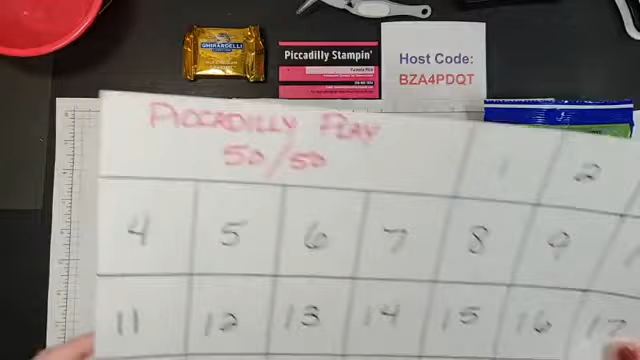 GHIRARDELLI
Piccadilly Stampin'
Host Code:
BZA4PDQT
PICCADILLY PLAY
50/50
1 2
4 5 6 7 8 9
11 12 13 14 15 16 17